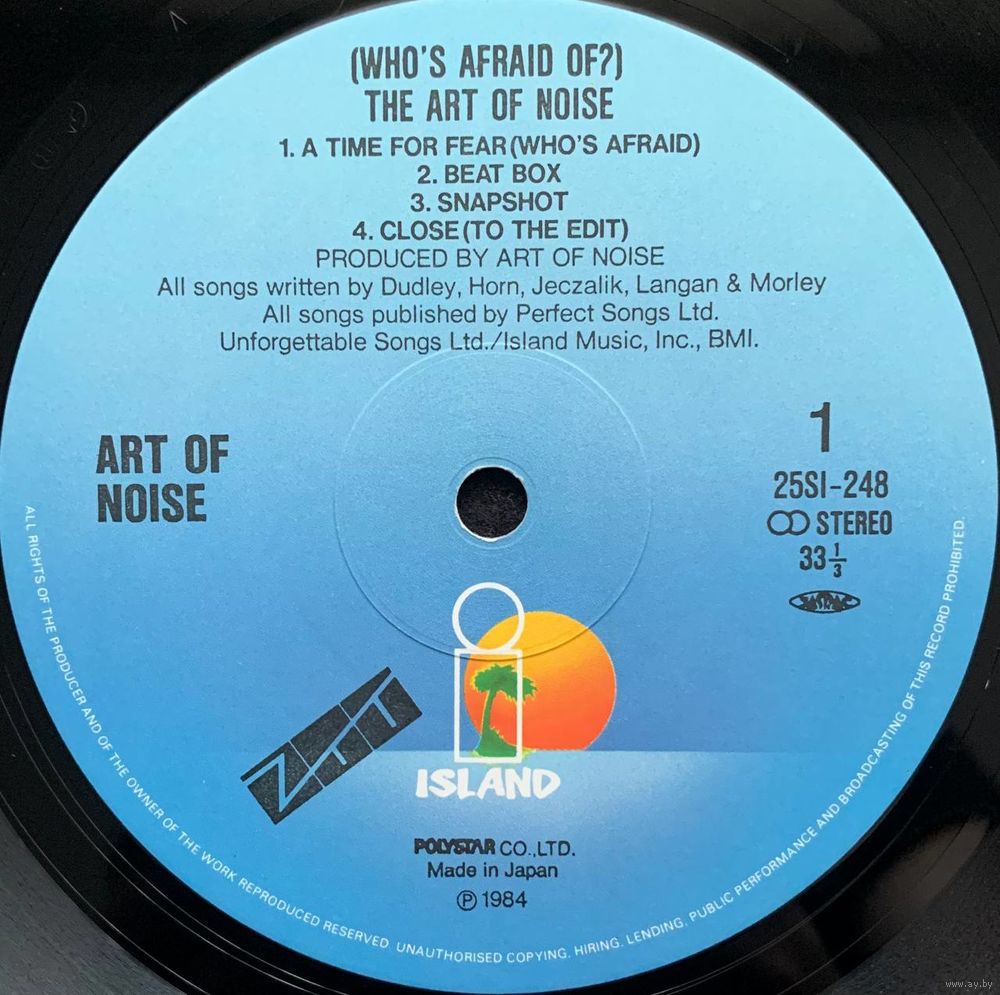 (WHO'S AFRAID OF?)
THE ART OF NOISE
1. A TIME FOR FEAR(WHO'S AFRAID)
2. BEAT BOX
3. SNAPSHOT
4. CLOSE(TO THE EDIT)
PRODUCED BY ART OF NOISE
All songs written by Dudley, Horn, Jeczalik, Langan & Morley
All songs published by Perfect Songs Ltd.
Unforgettable Songs Ltd./Island Music, Inc., BMI.
ART OF
NOISE
1
25SI-248
STEREO
33 1/3
ZTT
ISLAND
POLYSTAR CO.,LTD.
Made in Japan
Ⓟ 1984
ALL RIGHTS OF THE PRODUCER AND OF THE OWNER OF THE WORK REPRODUCED RESERVED. UNAUTHORISED COPYING. HIRING. LENDING. PUBLIC PERFORMANCE AND BROADCASTING OF THIS RECORD PROHIBITED.
www.ay.by